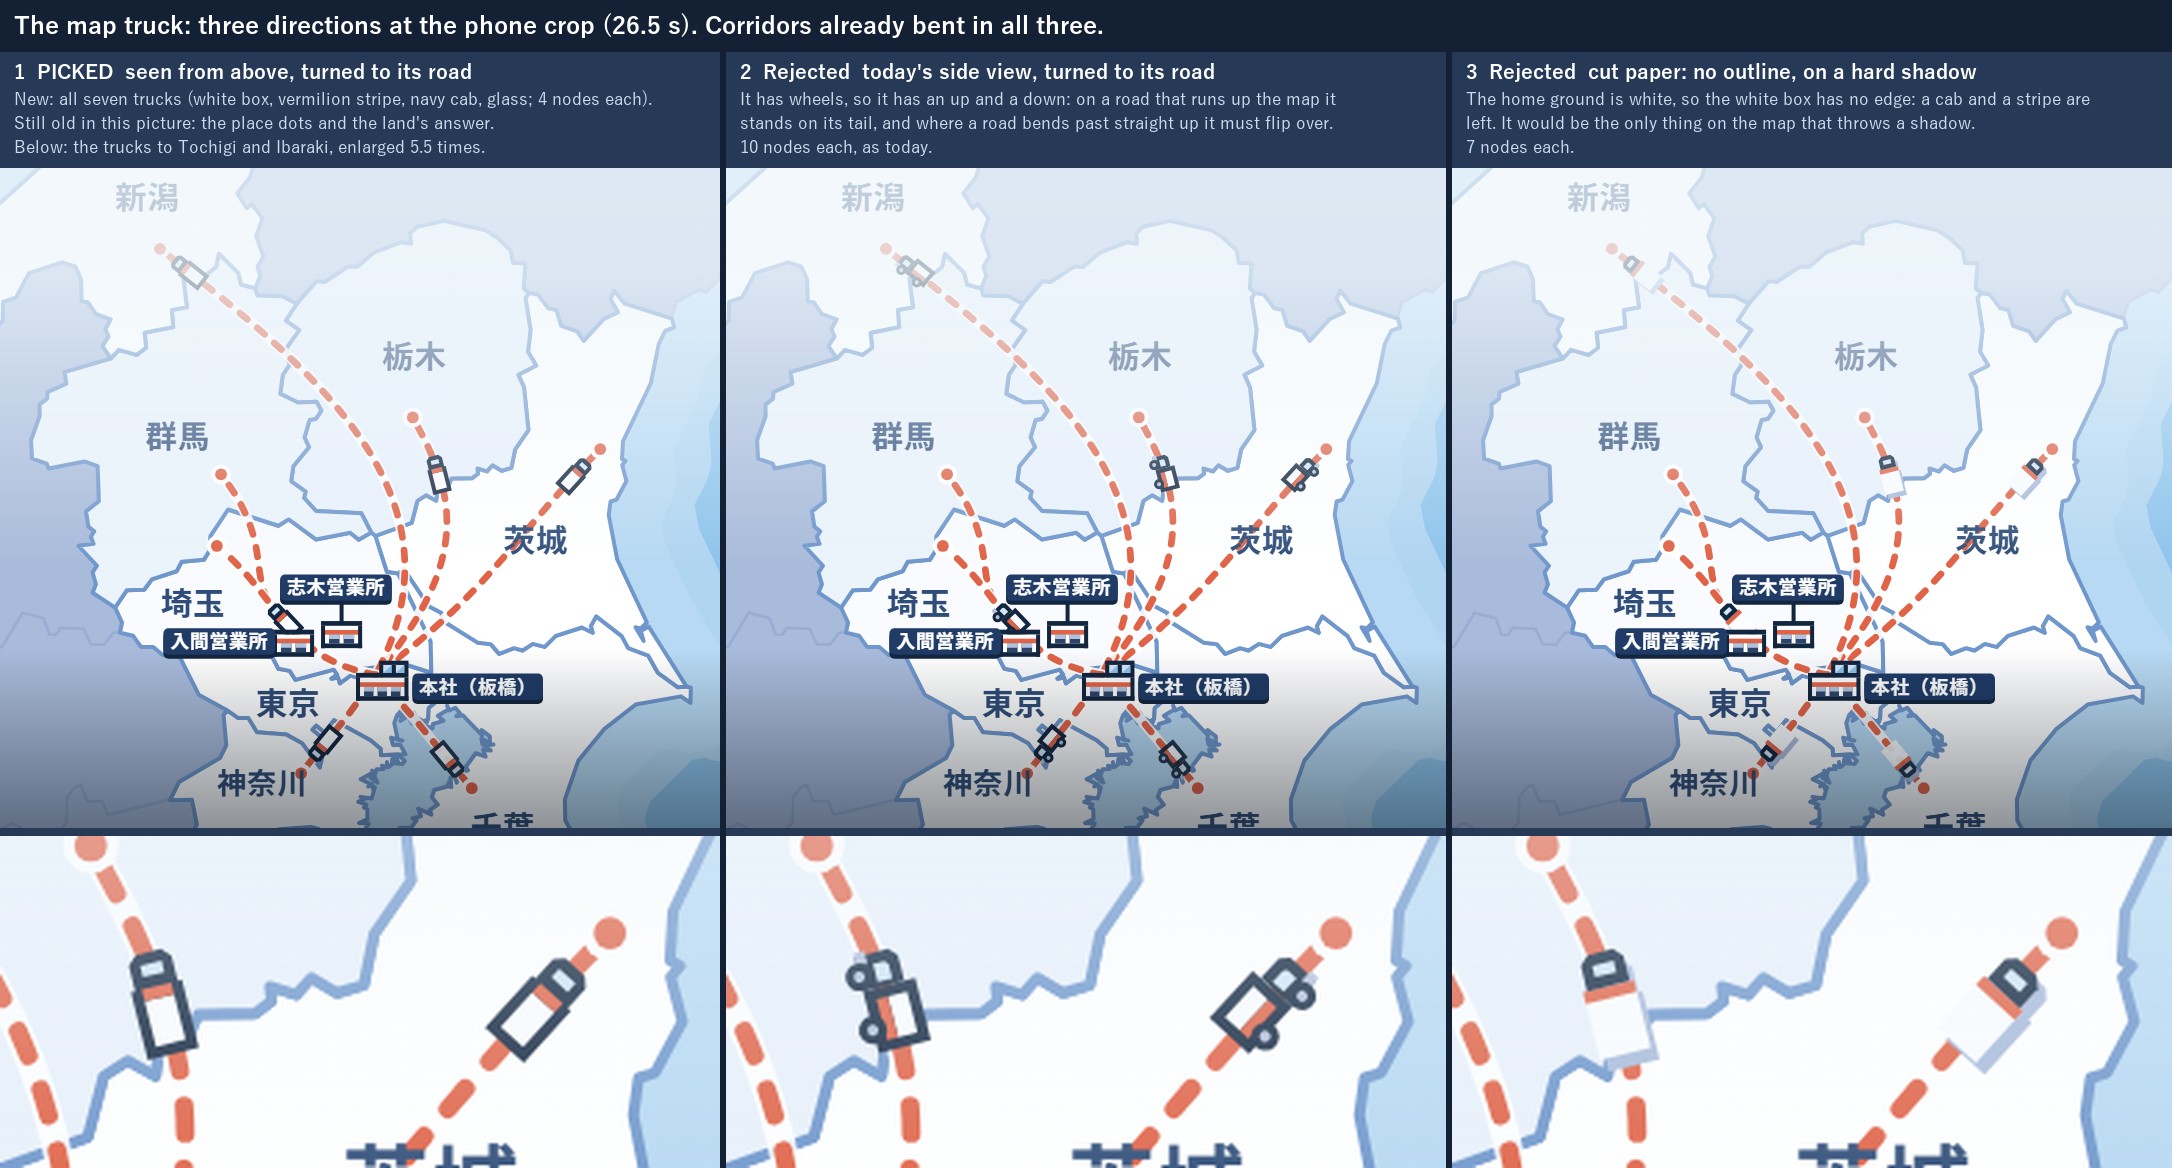 The map truck: three directions at the phone crop (26.5 s). Corridors already bent in all three.
1 PICKED seen from above, turned to its road
New: all seven trucks (white box, vermilion stripe, navy cab, glass; 4 nodes each).
Still old in this picture: the place dots and the land's answer.
Below: the trucks to Tochigi and Ibaraki, enlarged 5.5 times.
新潟
栃木
群馬
茨城
志木営業所
埼玉
入間営業所
本社（板橋）
東京
神奈川
千葉
茨城
2 Rejected today's side view, turned to its road
It has wheels, so it has an up and a down: on a road that runs up the map it
stands on its tail, and where a road bends past straight up it must flip over.
10 nodes each, as today.
新潟
栃木
群馬
茨城
志木営業所
埼玉
入間営業所
本社（板橋）
東京
神奈川
千葉
茨城
3 Rejected cut paper: no outline, on a hard shadow
The home ground is white, so the white box has no edge: a cab and a stripe are
left. It would be the only thing on the map that throws a shadow.
7 nodes each.
新潟
栃木
群馬
茨城
志木営業所
埼玉
入間営業所
本社（板橋）
東京
神奈川
千葉
茨城